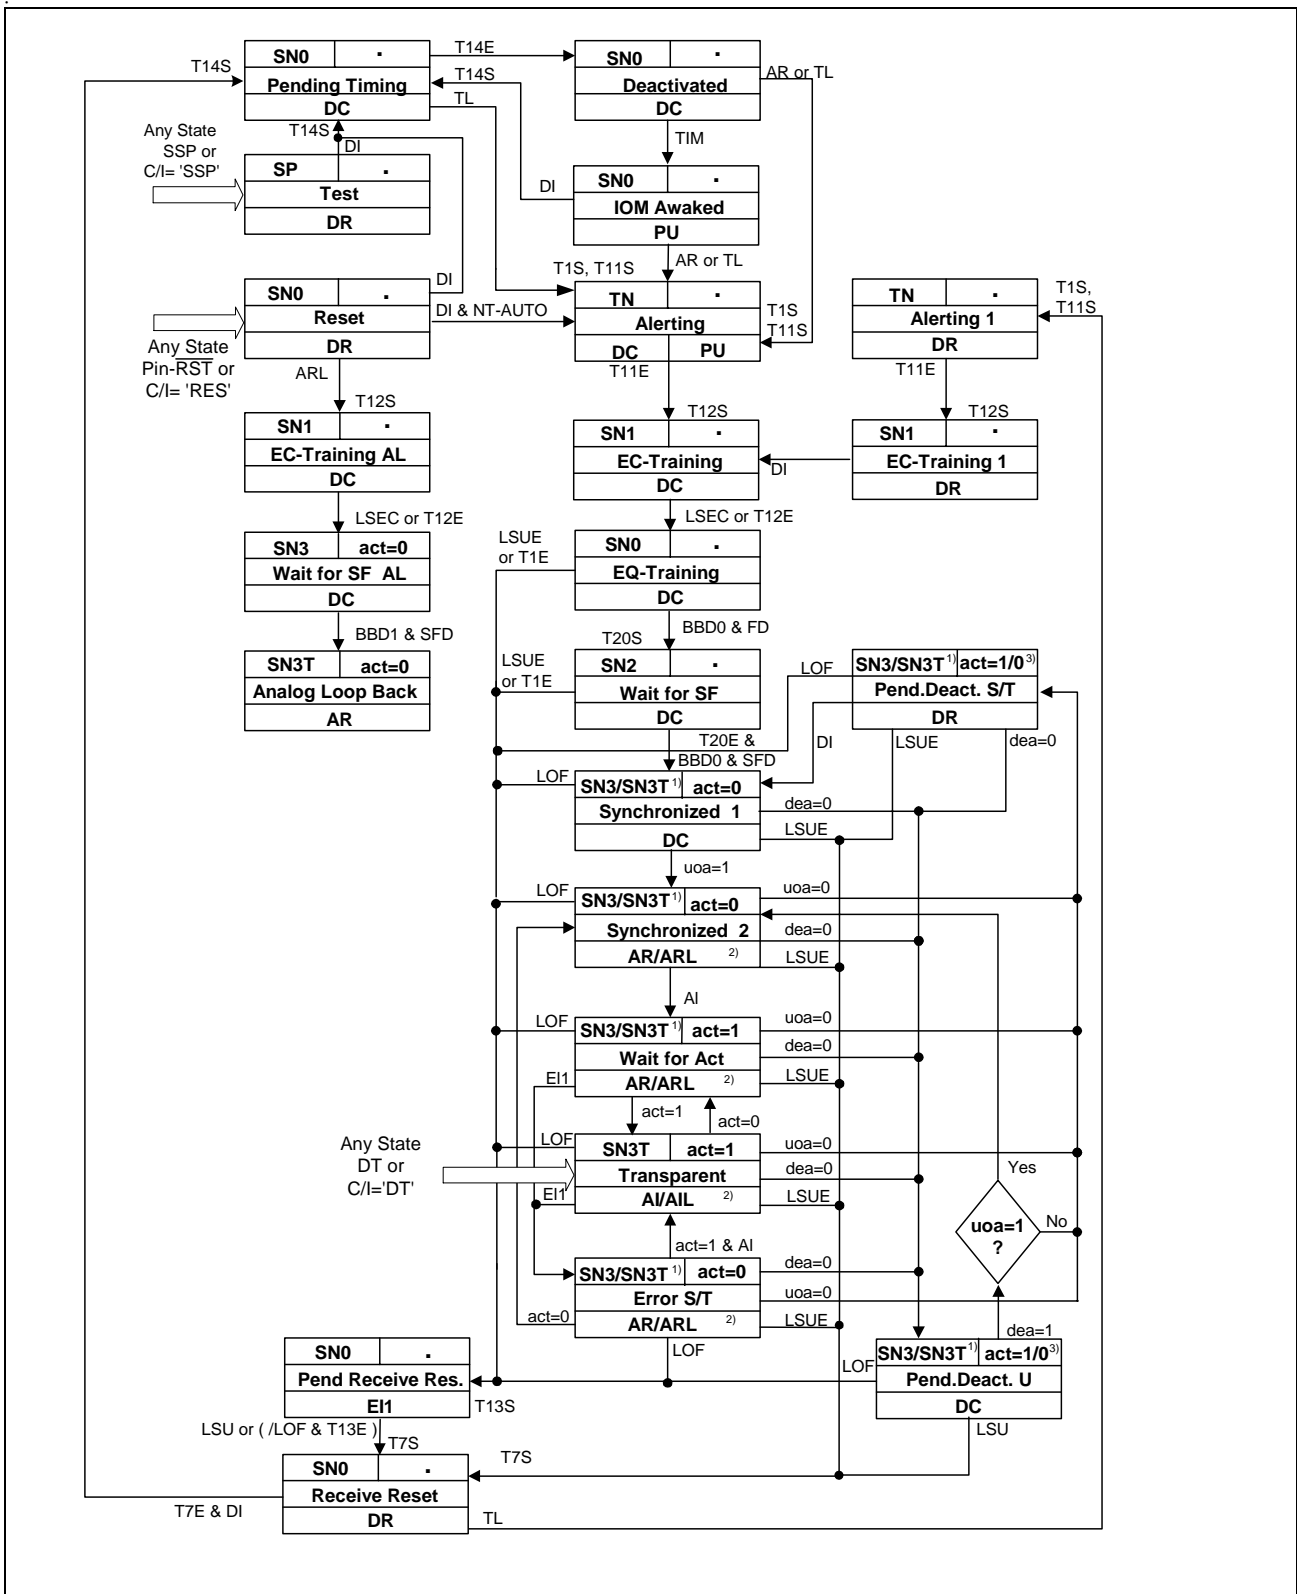 .
SN0 .
Pending Timing
DC
T14S
T14E
T14S
TL
SN0 .
Deactivated
DC
AR or TL
TIM
T14S
DI
Any State
SSP or
C/I= 'SSP'
SP .
Test
DR
SN0 .
IOM Awaked
PU
DI
AR or TL
T1S, T11S
DI
SN0 .
Reset
DR
DI & NT-AUTO
Any State
Pin-RST or
C/I= 'RES'
ARL
TN .
Alerting
DC PU
T1S
T11S
T11E
TN .
Alerting 1
DR
T1S,
T11S
T11E
T12S
SN1 .
EC-Training AL
DC
T12S
SN1 .
EC-Training
DC
DI
T12S
SN1 .
EC-Training 1
DR
LSEC or T12E
LSEC or T12E
SN3 act=0
Wait for SF AL
DC
LSUE
or T1E
SN0 .
EQ-Training
DC
BBD1 & SFD
BBD0 & FD
T20S
SN3T act=0
Analog Loop Back
AR
LSUE
or T1E
SN2 .
Wait for SF
DC
LOF
SN3/SN3T 1) act=1/0 3)
Pend.Deact. S/T
DR
T20E &
BBD0 & SFD
DI
LSUE
dea=0
LOF
SN3/SN3T 1) act=0
Synchronized 1
DC
dea=0
LSUE
uoa=1
LOF
SN3/SN3T 1) act=0
Synchronized 2
AR/ARL 2)
uoa=0
dea=0
LSUE
AI
LOF
SN3/SN3T 1) act=1
Wait for Act
AR/ARL 2)
uoa=0
dea=0
LSUE
EI1
act=1
act=0
Any State
DT or
C/I='DT'
LOF
SN3T act=1
Transparent
AI/AIL 2)
uoa=0
dea=0
LSUE
EI1
Yes
uoa=1
?
No
act=1 & AI
SN3/SN3T 1) act=0
Error S/T
AR/ARL 2)
dea=0
uoa=0
LSUE
act=0
LOF
dea=1
LOF
SN3/SN3T 1) act=1/0 3)
Pend.Deact. U
DC
LSU
SN0 .
Pend Receive Res.
EI1
T13S
LSU or ( /LOF & T13E )
T7S
T7S
SN0 .
Receive Reset
DR
T7E & DI
TL